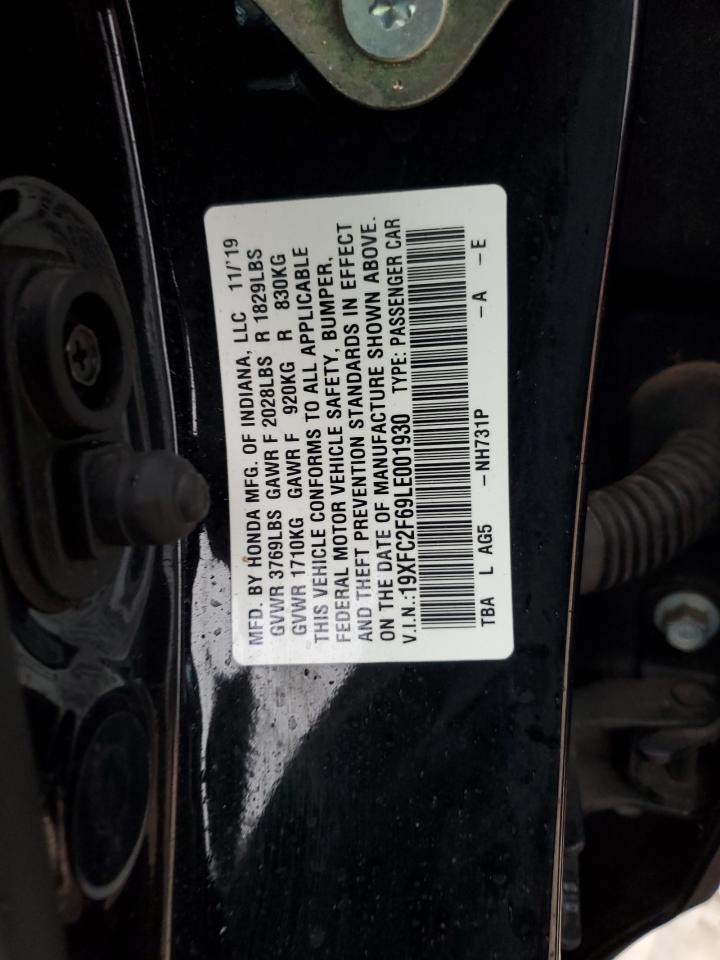 MFD. BY HONDA MFG. OF INDIANA, LLC 11/'19
GVWR 3769LBS GAWR F 2028LBS R 1829LBS
GVWR 1710KG GAWR F 920KG R 830KG
THIS VEHICLE CONFORMS TO ALL APPLICABLE
FEDERAL MOTOR VEHICLE SAFETY, BUMPER,
AND THEFT PREVENTION STANDARDS IN EFFECT
ON THE DATE OF MANUFACTURE SHOWN ABOVE.
V.I.N.:19XFC2F69LE001930 TYPE: PASSENGER CAR
TBA L AG5 -NH731P -A -E